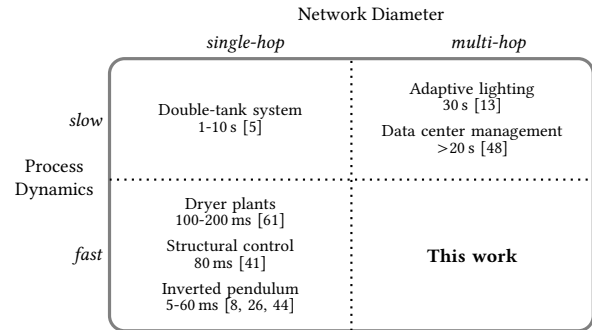 Network Diameter
single-hop
multi-hop
slow
Double-tank system
1-10 s [5]
Adaptive lighting
30 s [13]
Data center management
>20 s [48]
Process
Dynamics
fast
Dryer plants
100-200 ms [61]
Structural control
80 ms [41]
Inverted pendulum
5-60 ms [8, 26, 44]
This work